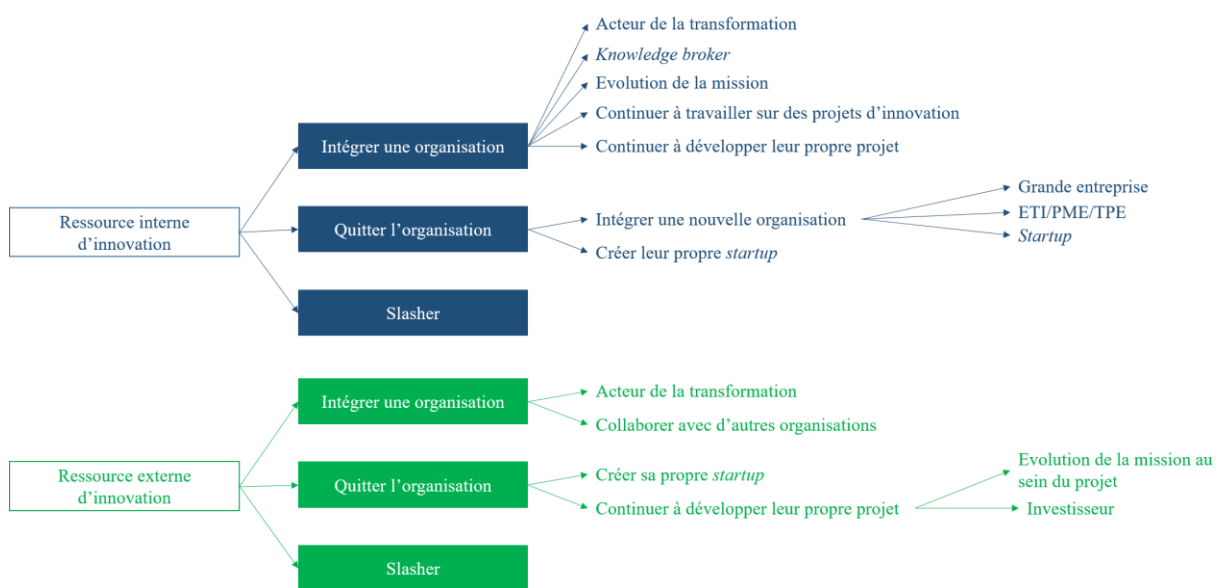 Acteur de la transformation
Knowledge broker
Evolution de la mission
Continuer à travailler sur des projets d’innovation
Intégrer une organisation
Continuer à développer leur propre projet
Grande entreprise
Ressource interne
d’innovation
Quitter l’organisation
Intégrer une nouvelle organisation
ETI/PME/TPE
Startup
Créer leur propre startup
Slasher
Intégrer une organisation
Acteur de la transformation
Collaborer avec d’autres organisations
Ressource externe
d’innovation
Quitter l’organisation
Créer sa propre startup
Continuer à développer leur propre projet
Evolution de la mission au
sein du projet
Investisseur
Slasher